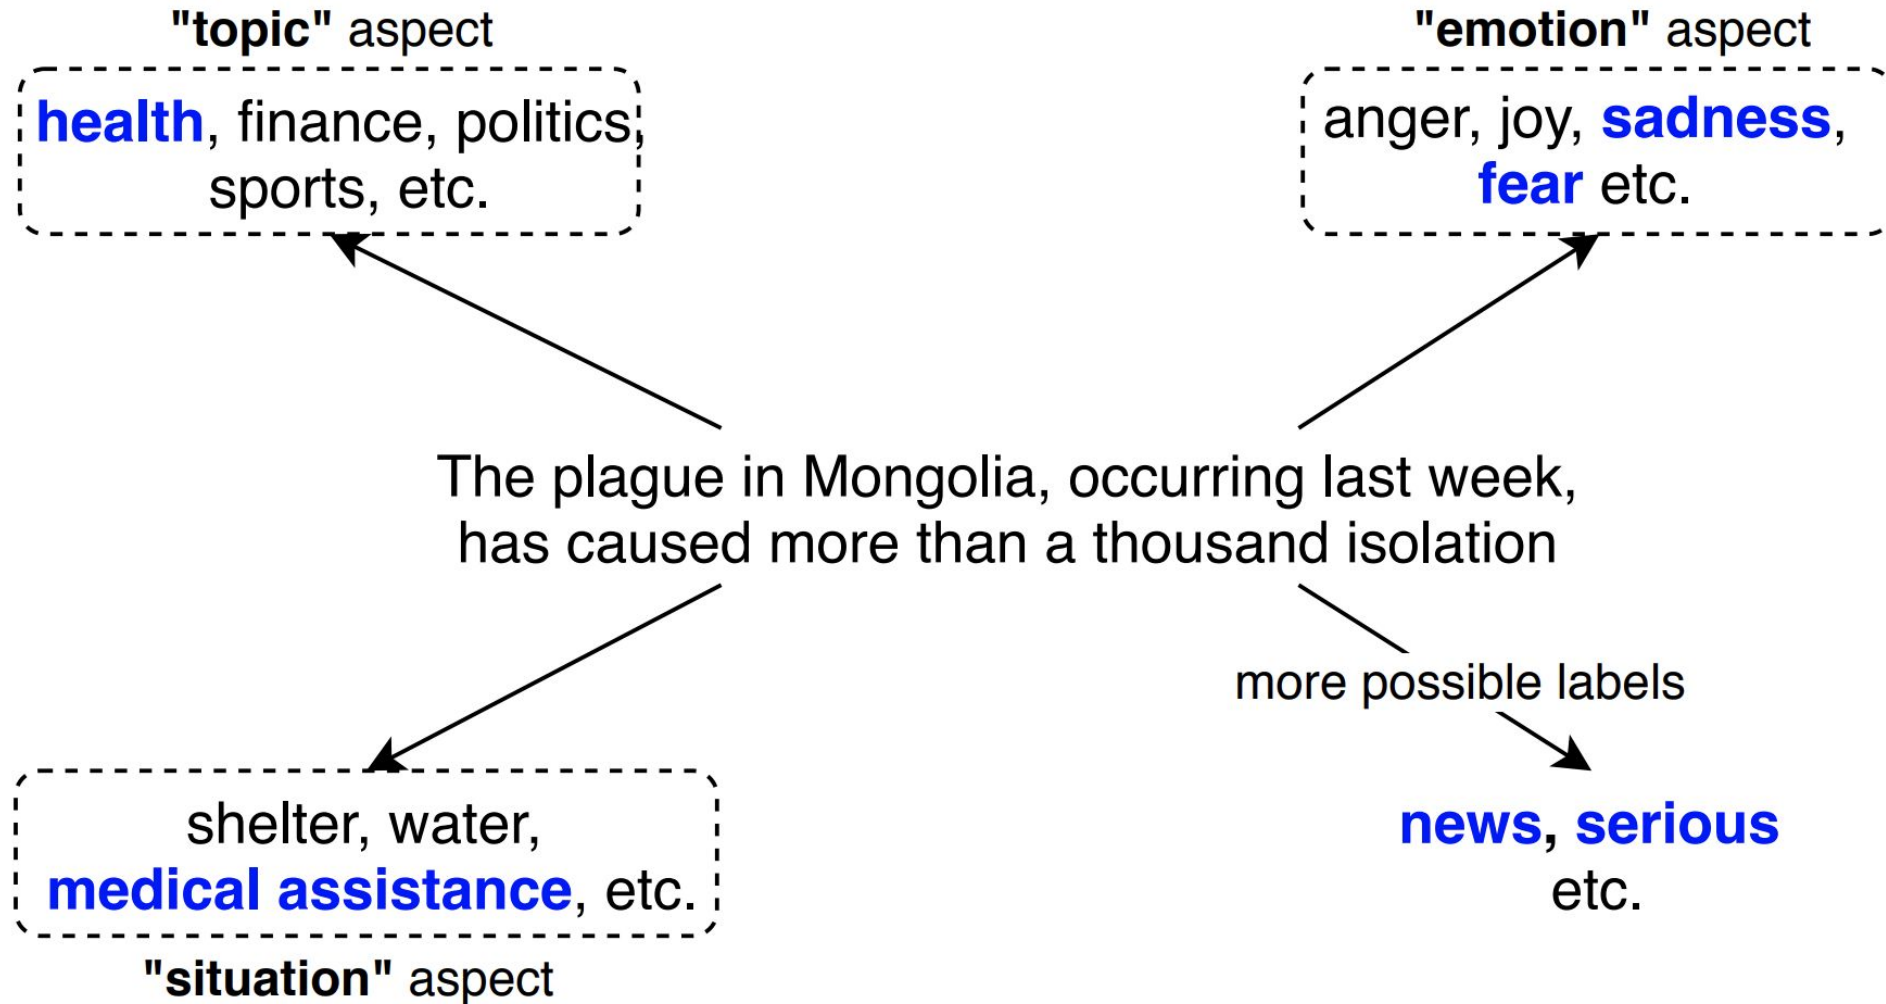 "topic" aspect
health, finance, politics,
sports, etc.
"emotion" aspect
anger, joy, sadness,
fear etc.
The plague in Mongolia, occurring last week,
has caused more than a thousand isolation
more possible labels
shelter, water,
medical assistance, etc.
"situation" aspect
news, serious
etc.